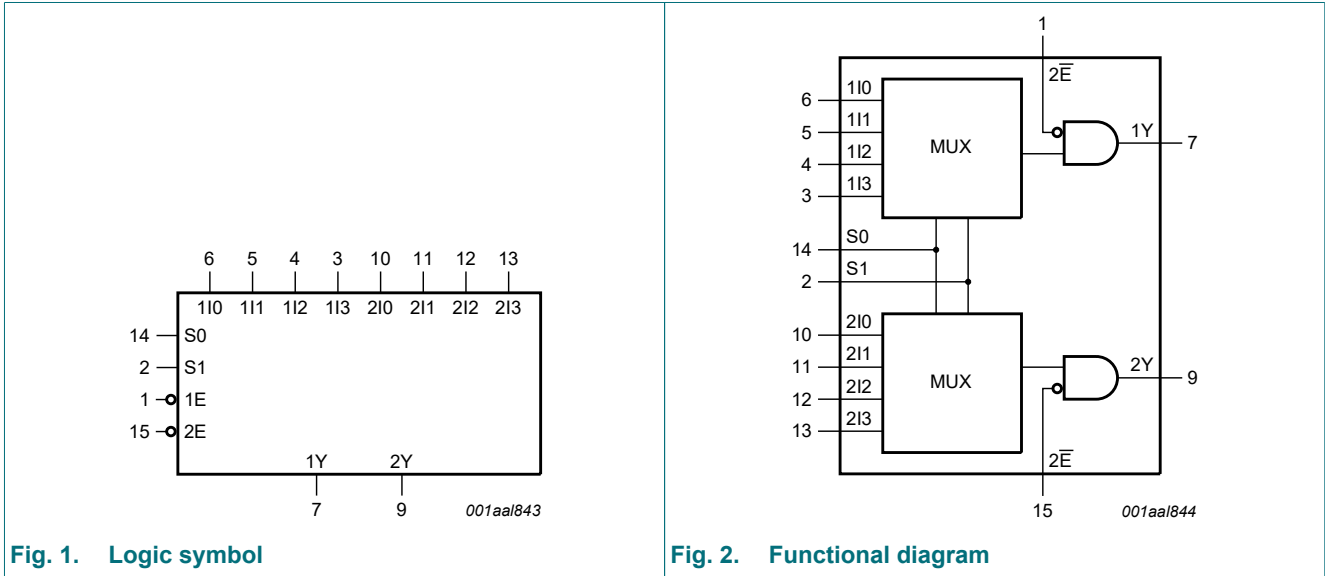 6 5 4 3 10 11 12 13
1I0 1I1 1I2 1I3 2I0 2I1 2I2 2I3
14 S0
2 S1
1 1E
15 2E
1Y 2Y
7 9 001aal843
Fig. 1. Logic symbol
1
2E̅
6 1I0
5 1I1
4 1I2
3 1I3
MUX
1Y 7
14 S0
2 S1
10 2I0
11 2I1
12 2I2
13 2I3
MUX
2Y 9
2E̅
15 001aal844
Fig. 2. Functional diagram